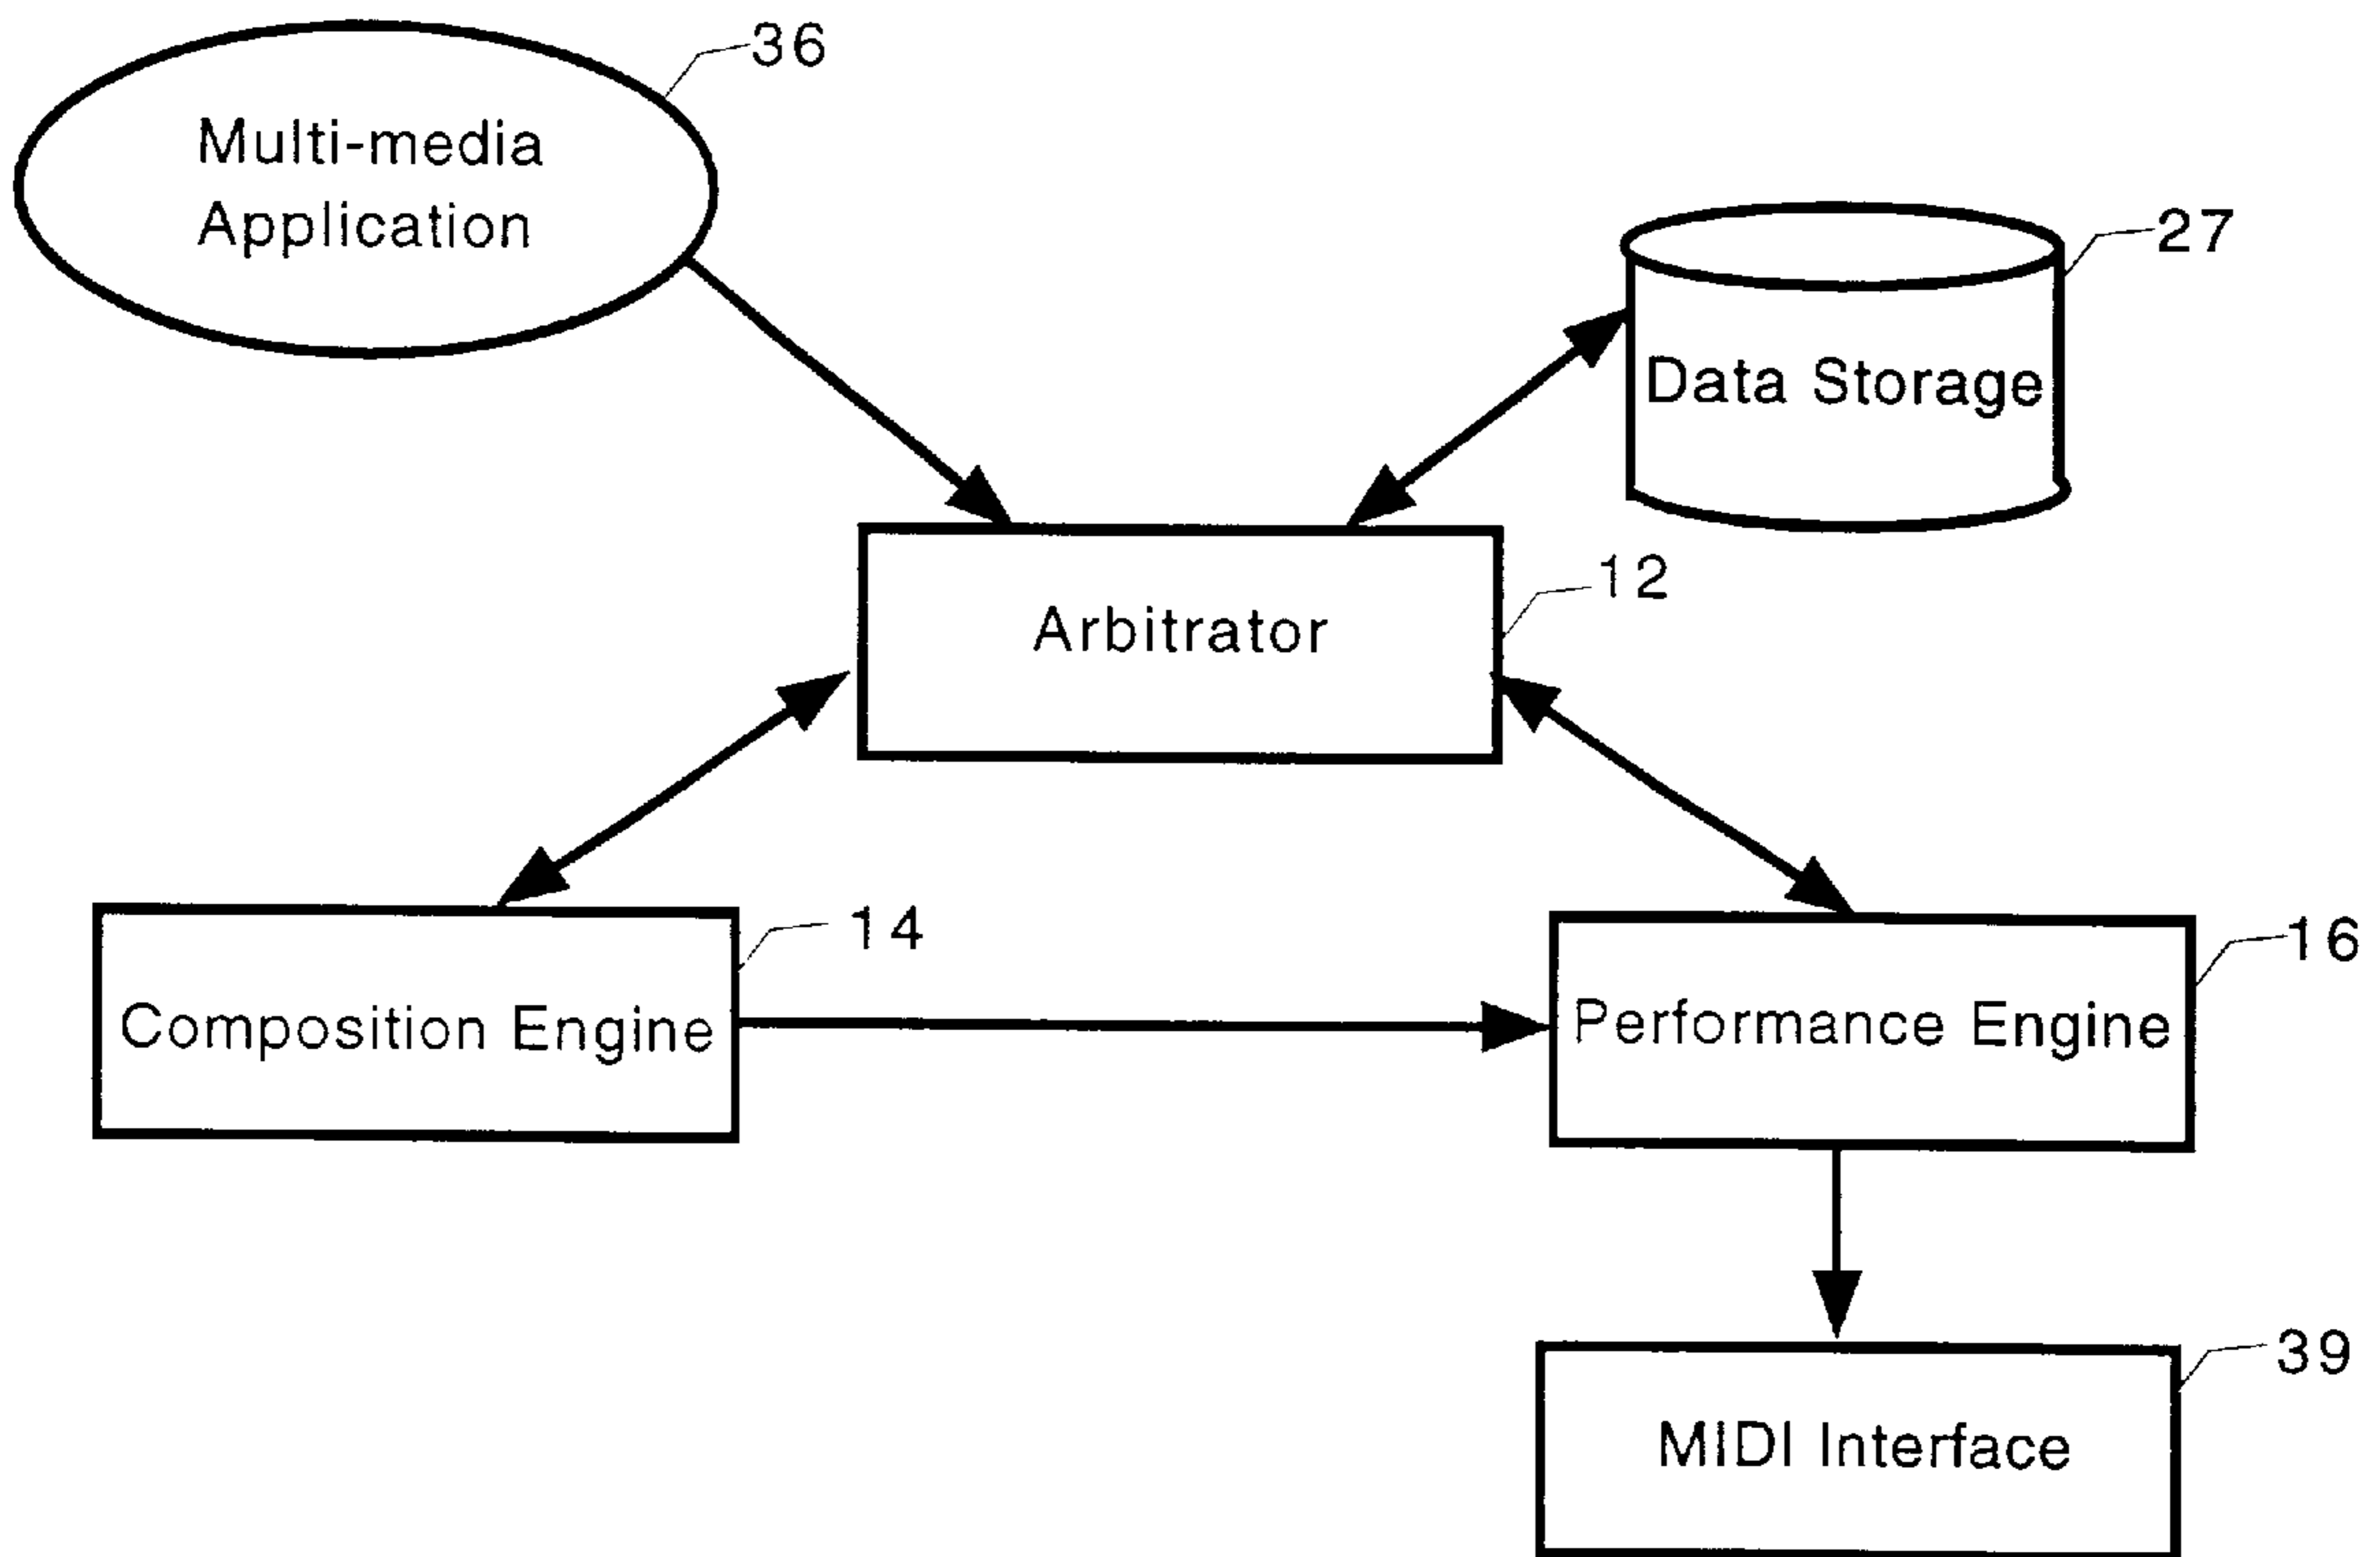 36
Multi-media
Application
27
Data Storage
12
Arbitrator
14
Composition Engine
16
Performance Engine
39
MIDI Interface